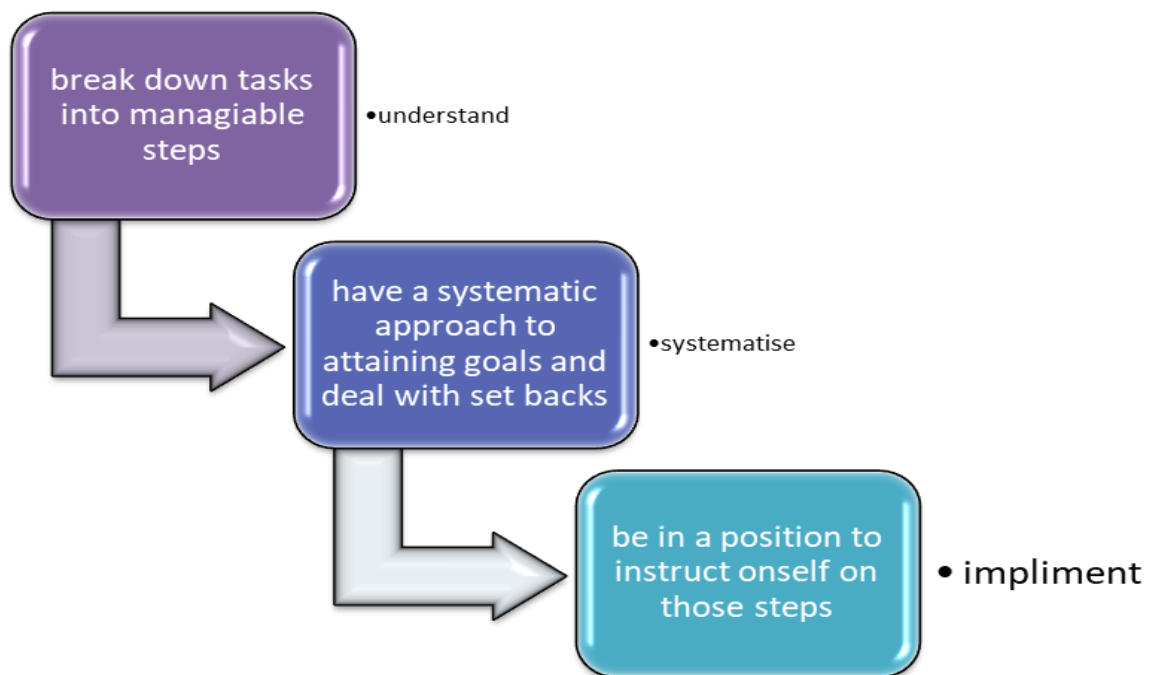 break down tasks
into managiable
steps
•understand
have a systematic
approach to
attaining goals and
deal with set backs
•systematise
be in a position to
instruct onself on
those steps
• impliment